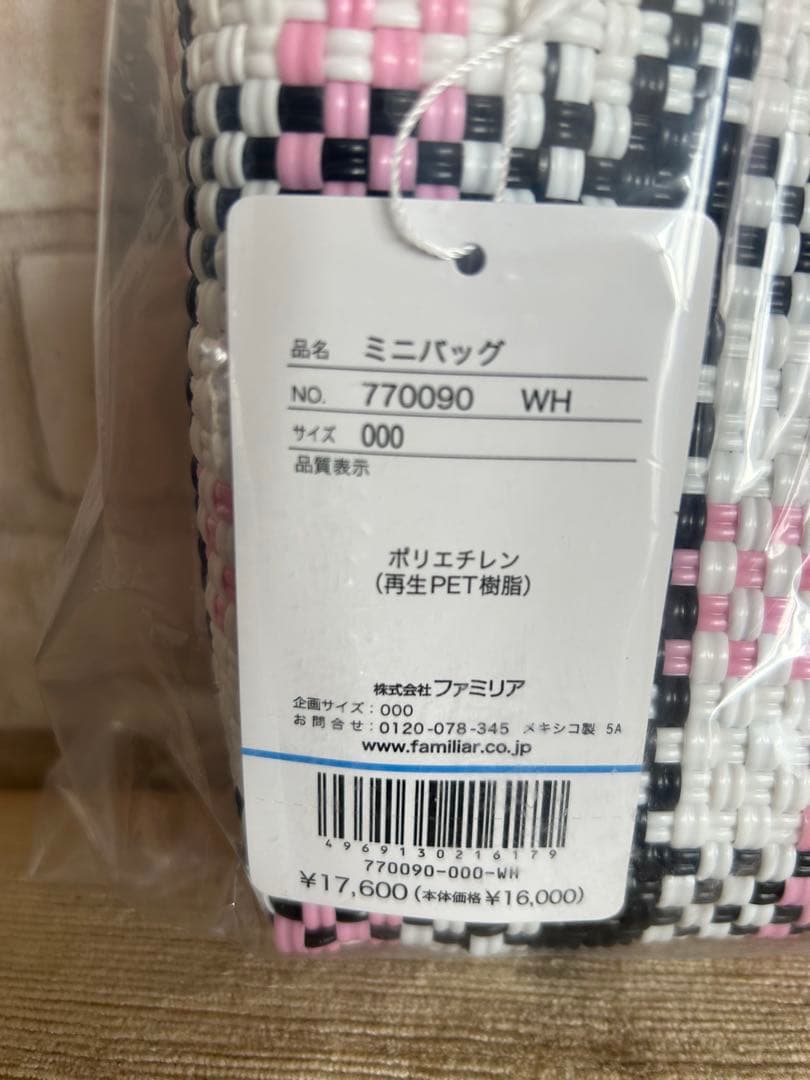 品名 ミニバッグ
NO. 770090 WH
サイズ 000
品質表示
ポリエチレン
(再生PET樹脂)
株式会社ファミリア
企画サイズ:000
お問合せ:0120-078-345 メキシコ製 5A
www.familiar.co.jp
4969130216179
770090-000-WH
¥17,600(本体価格¥16,000)